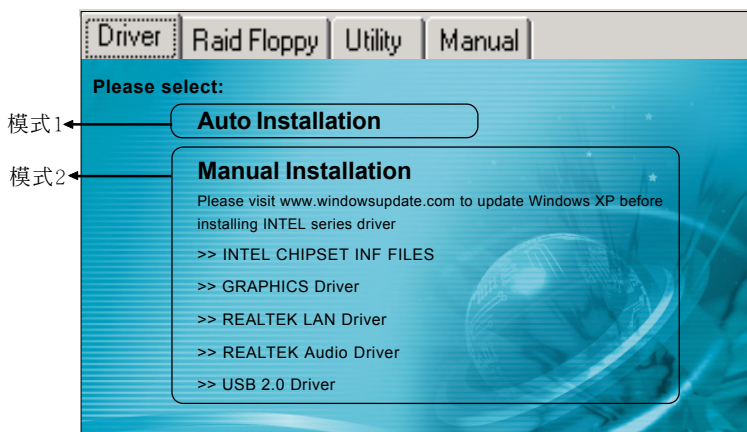 Driver Raid Floppy Utility Manual
Please select:
模式1
Auto Installation
模式2
Manual Installation
Please visit www.windowsupdate.com to update Windows XP before
installing INTEL series driver
>> INTEL CHIPSET INF FILES
>> GRAPHICS Driver
>> REALTEK LAN Driver
>> REALTEK Audio Driver
>> USB 2.0 Driver